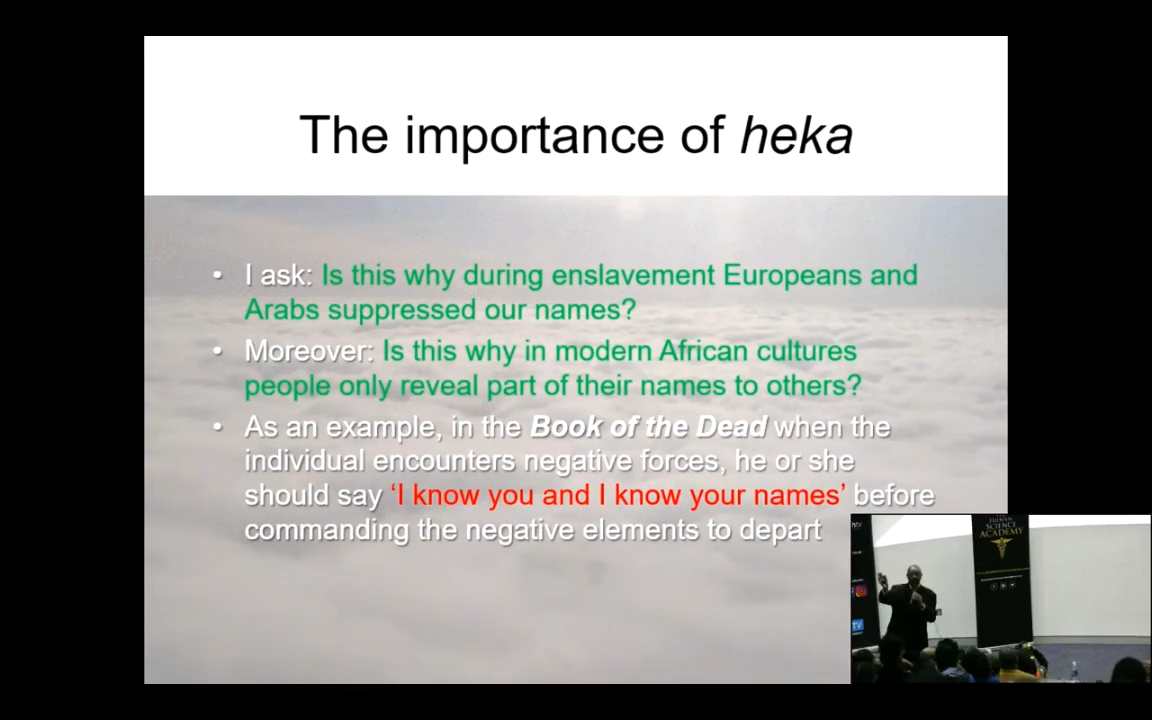 The importance of heka
• I ask: Is this why during enslavement Europeans and
Arabs suppressed our names?
• Moreover: Is this why in modern African cultures
people only reveal part of their names to others?
• As an example, in the Book of the Dead when the
individual encounters negative forces, he or she
should say ‘I know you and I know your names’ before
commanding the negative elements to depart
SCIENCE
ACADEMY
TV